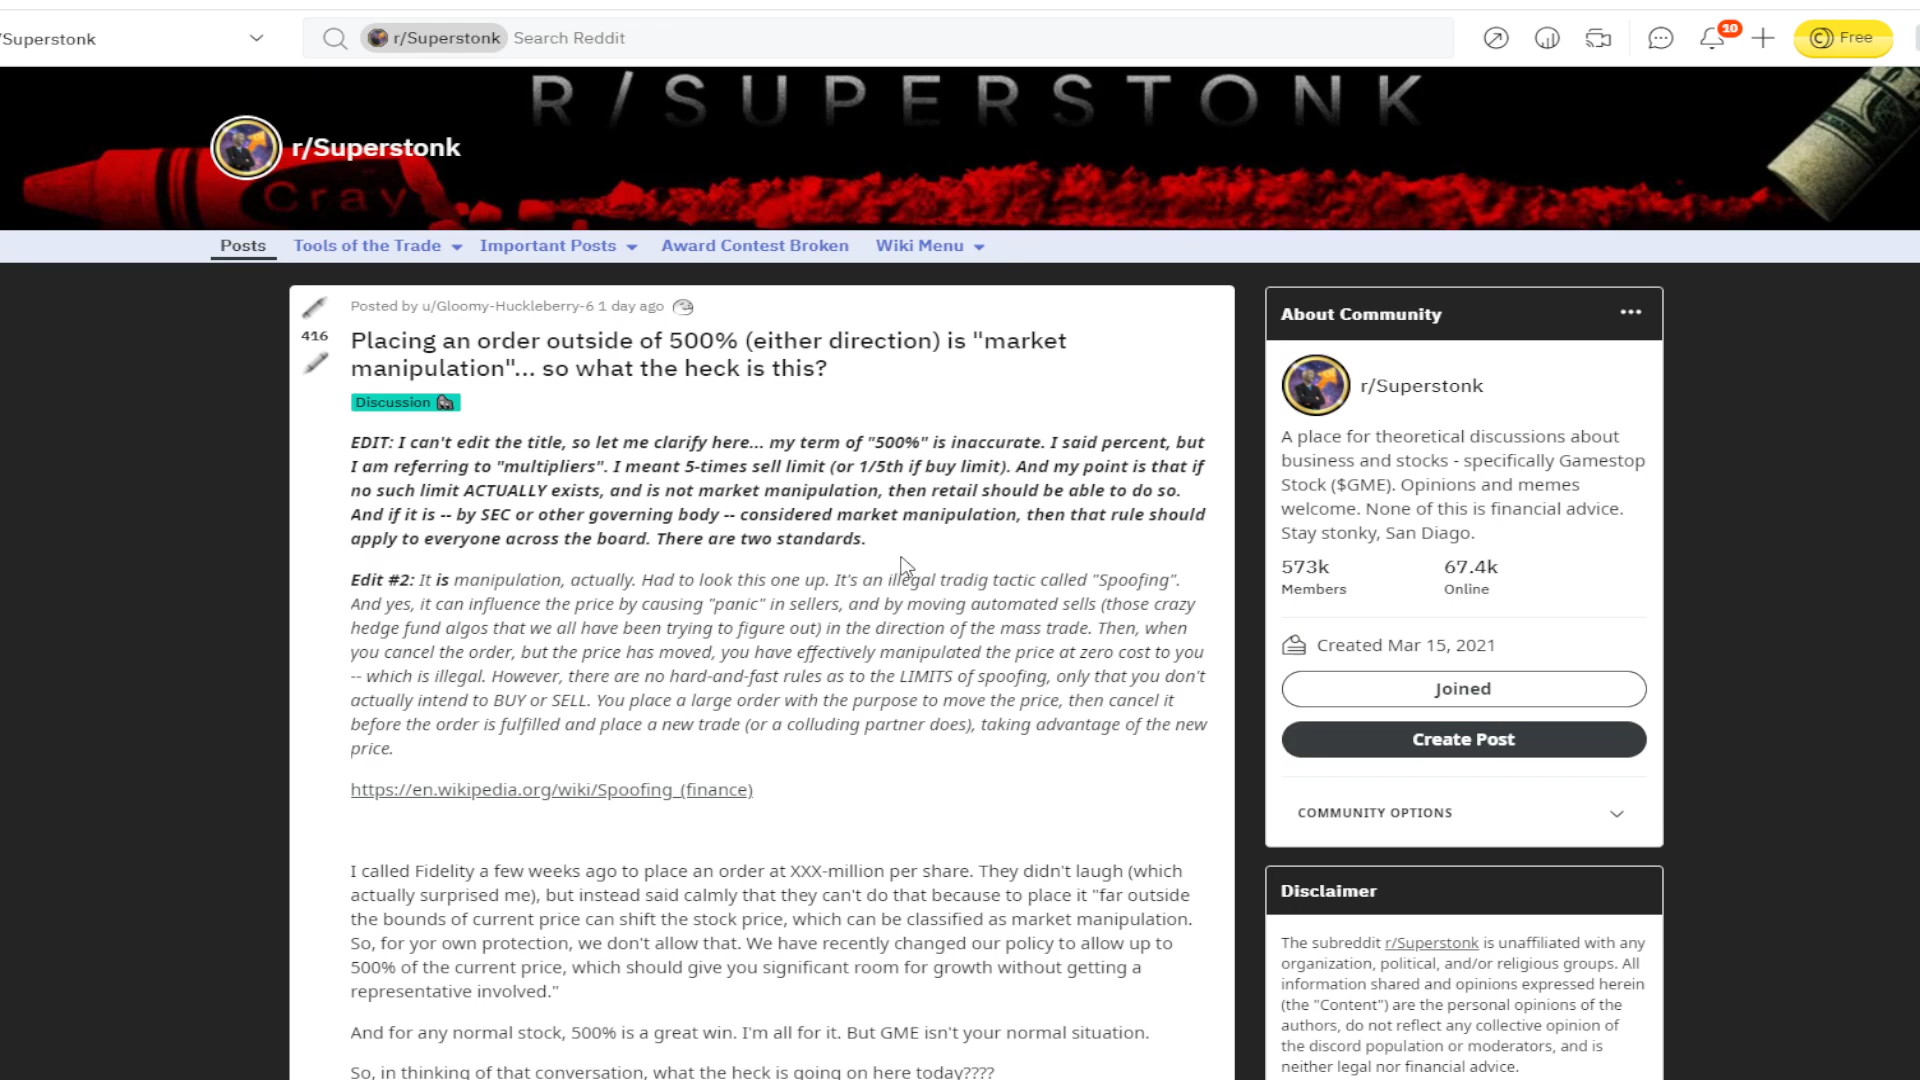 /Superstonk
r/Superstonk Search Reddit
10
Free
R/SUPERSTONK
r/Superstonk
Cray
Posts Tools of the Trade Important Posts Award Contest Broken Wiki Menu
Posted by u/Gloomy-Huckleberry-6 1 day ago
416
Placing an order outside of 500% (either direction) is "market
manipulation"... so what the heck is this?
Discussion
EDIT: I can't edit the title, so let me clarify here... my term of "500%" is inaccurate. I said percent, but
I am referring to "multipliers". I meant 5-times sell limit (or 1/5th if buy limit). And my point is that if
no such limit ACTUALLY exists, and is not market manipulation, then retail should be able to do so.
And if it is -- by SEC or other governing body -- considered market manipulation, then that rule should
apply to everyone across the board. There are two standards.
Edit #2: It is manipulation, actually. Had to look this one up. It's an illegal tradig tactic called "Spoofing".
And yes, it can influence the price by causing "panic" in sellers, and by moving automated sells (those crazy
hedge fund algos that we all have been trying to figure out) in the direction of the mass trade. Then, when
you cancel the order, but the price has moved, you have effectively manipulated the price at zero cost to you
-- which is illegal. However, there are no hard-and-fast rules as to the LIMITS of spoofing, only that you don't
actually intend to BUY or SELL. You place a large order with the purpose to move the price, then cancel it
before the order is fulfilled and place a new trade (or a colluding partner does), taking advantage of the new
price.
https://en.wikipedia.org/wiki/Spoofing_(finance)
I called Fidelity a few weeks ago to place an order at XXX-million per share. They didn't laugh (which
actually surprised me), but instead said calmly that they can't do that because to place it "far outside
the bounds of current price can shift the stock price, which can be classified as market manipulation.
So, for yor own protection, we don't allow that. We have recently changed our policy to allow up to
500% of the current price, which should give you significant room for growth without getting a
representative involved."
And for any normal stock, 500% is a great win. I'm all for it. But GME isn't your normal situation.
So, in thinking of that conversation, what the heck is going on here today????
About Community
r/Superstonk
A place for theoretical discussions about
business and stocks - specifically Gamestop
Stock ($GME). Opinions and memes
welcome. None of this is financial advice.
Stay stonky, San Diago.
573k 67.4k
Members Online
Created Mar 15, 2021
Joined
Create Post
COMMUNITY OPTIONS
Disclaimer
The subreddit r/Superstonk is unaffiliated with any
organization, political, and/or religious groups. All
information shared and opinions expressed herein
(the "Content") are the personal opinions of the
authors, do not reflect any collective opinion of
the discord population or moderators, and is
neither legal nor financial advice.